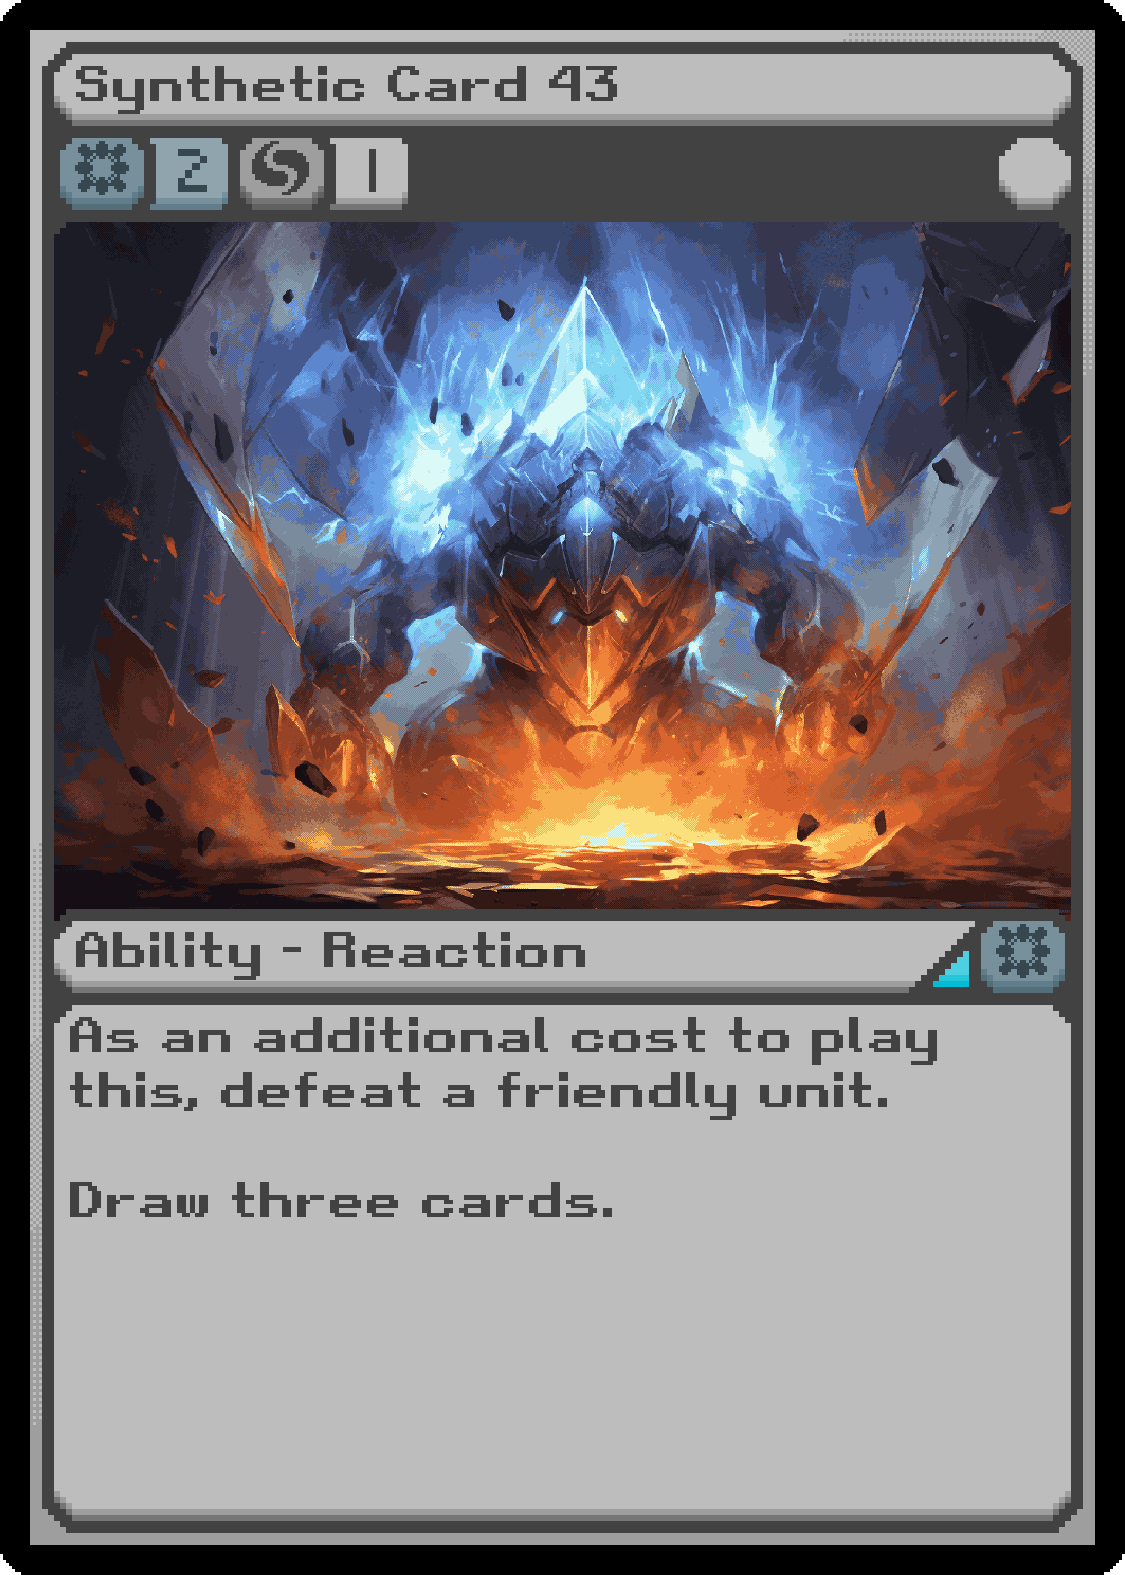 Synthetic Card 43
2 1
Ability - Reaction
As an additional cost to play
this, defeat a friendly unit.
Draw three cards.